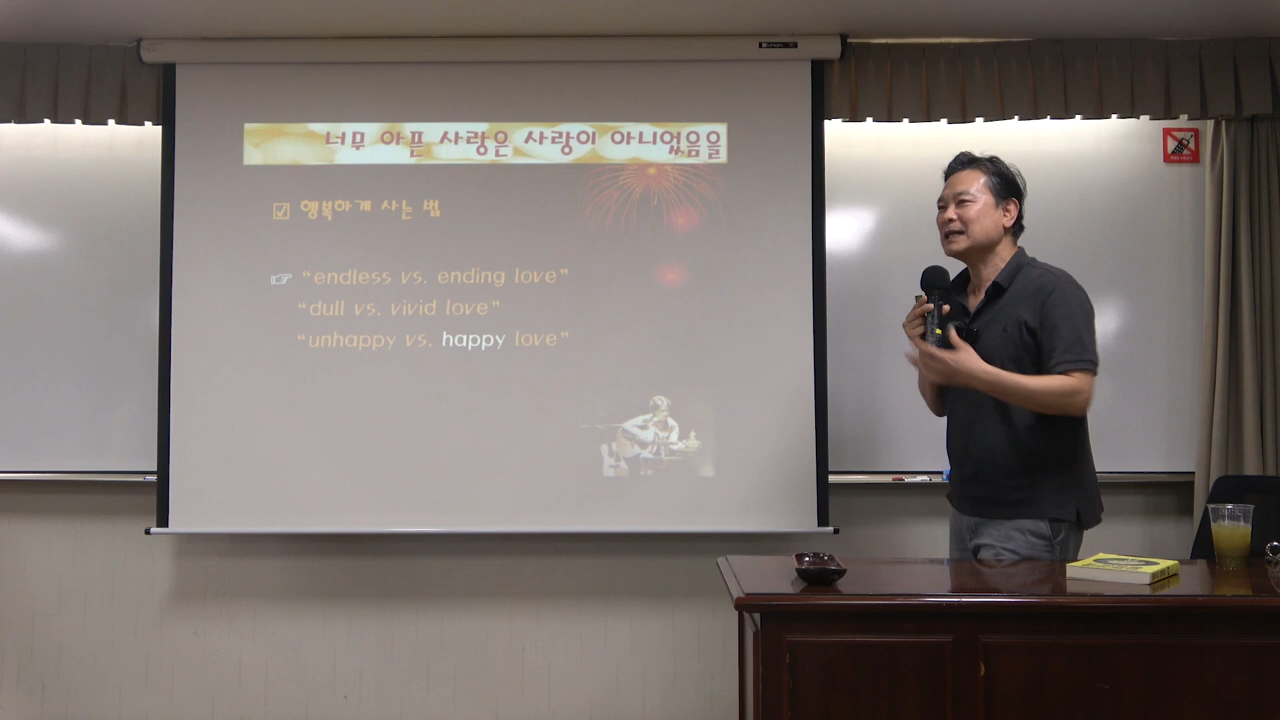 너무 아픈 사랑은 사랑이 아니었음을
행복하게 사는 법
“endless vs. ending love”
“dull vs. vivid love”
“unhappy vs. happy love”